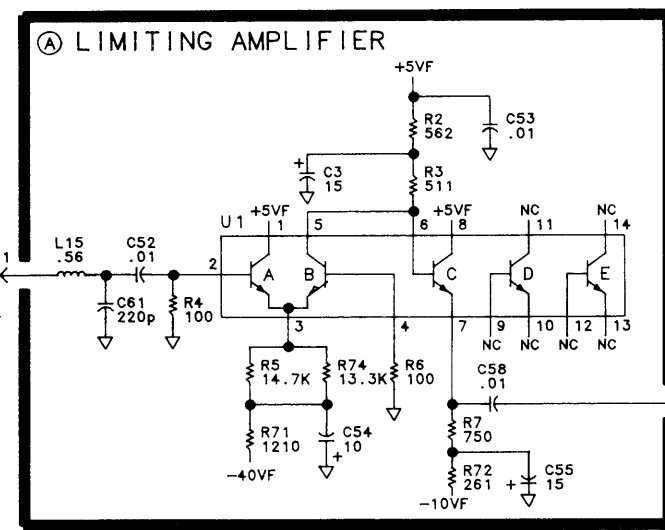 Ⓐ LIMITING AMPLIFIER
+5VF
R2
562
C53
.01
+
C3
15
R3
511
U1
+5VF
1
5
6
+5VF
8
NC
11
NC
14
1
L15
.56
C52
.01
2
A
B
C
D
E
C61
220p
R4
100
3
4
7
9
10
12
13
NC
NC
NC
NC
R5
14.7K
R74
13.3K
R6
100
C58
.01
R71
1210
C54
10
+
R7
750
-40VF
R72
261
+
C55
15
-10VF